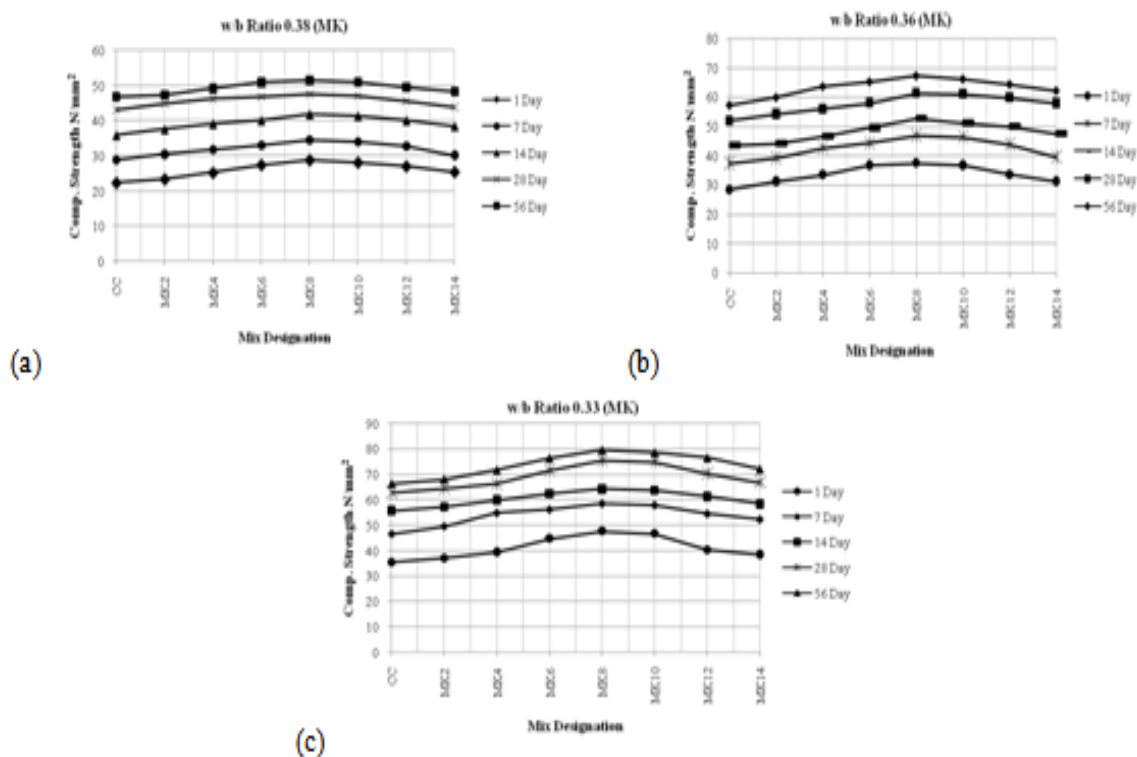 w/b Ratio 0.38 (MK)
Comp. Strength N/mm²
60
50
40
30
20
10
0
CC
MK2
MK4
MK6
MK8
MK10
MK12
MK14
Mix Designation
1 Day
7 Day
14 Day
28 Day
56 Day
(a)
w/b Ratio 0.36 (MK)
Comp. Strength N/mm²
80
70
60
50
40
30
20
10
0
CC
MK2
MK4
MK6
MK8
MK10
MK12
MK14
Mix Designation
1 Day
7 Day
14 Day
28 Day
56 Day
(b)
w/b Ratio 0.33 (MK)
Comp. Strength N/mm²
90
80
70
60
50
40
30
20
10
0
CC
MK2
MK4
MK6
MK8
MK10
MK12
MK14
Mix Designation
1 Day
7 Day
14 Day
28 Day
56 Day
(c)